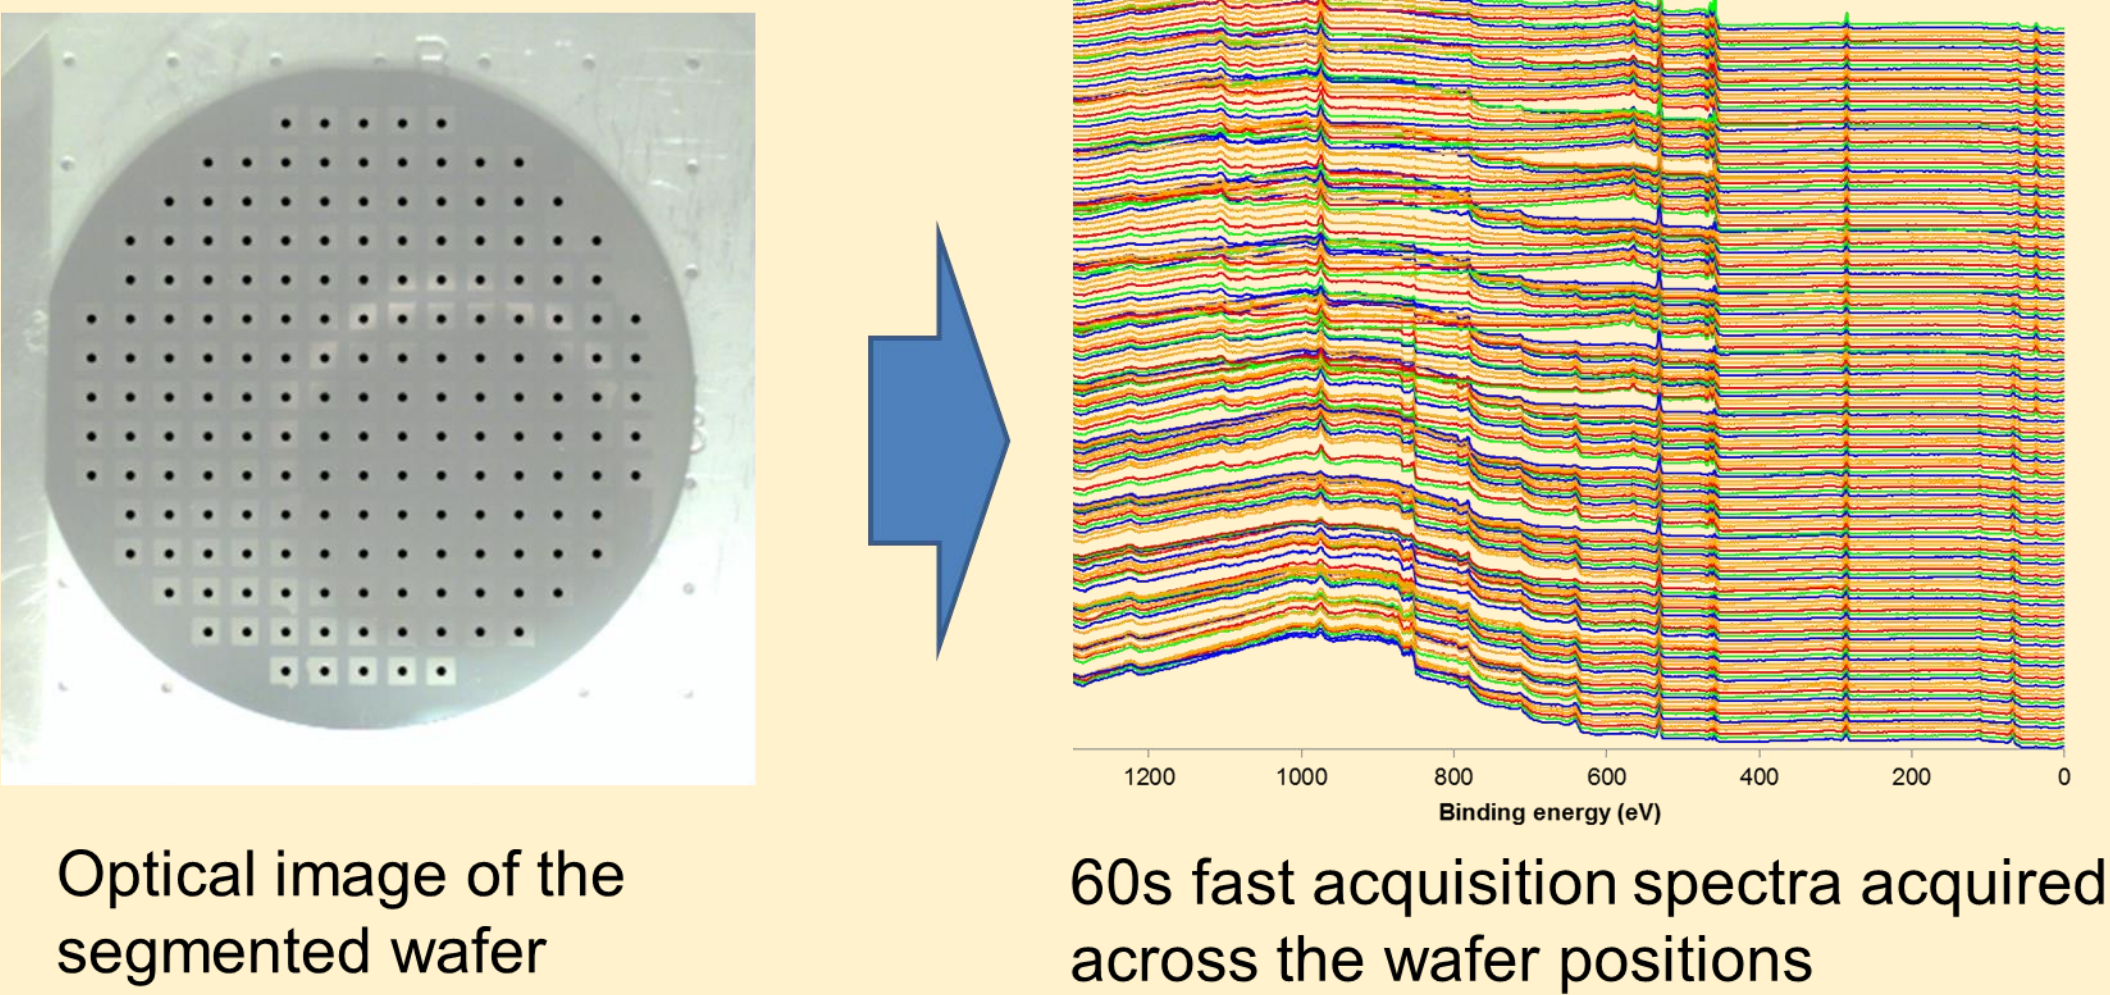 1200 1000 800 600 400 200 0
Binding energy (eV)
Optical image of the
segmented wafer
60s fast acquisition spectra acquired
across the wafer positions